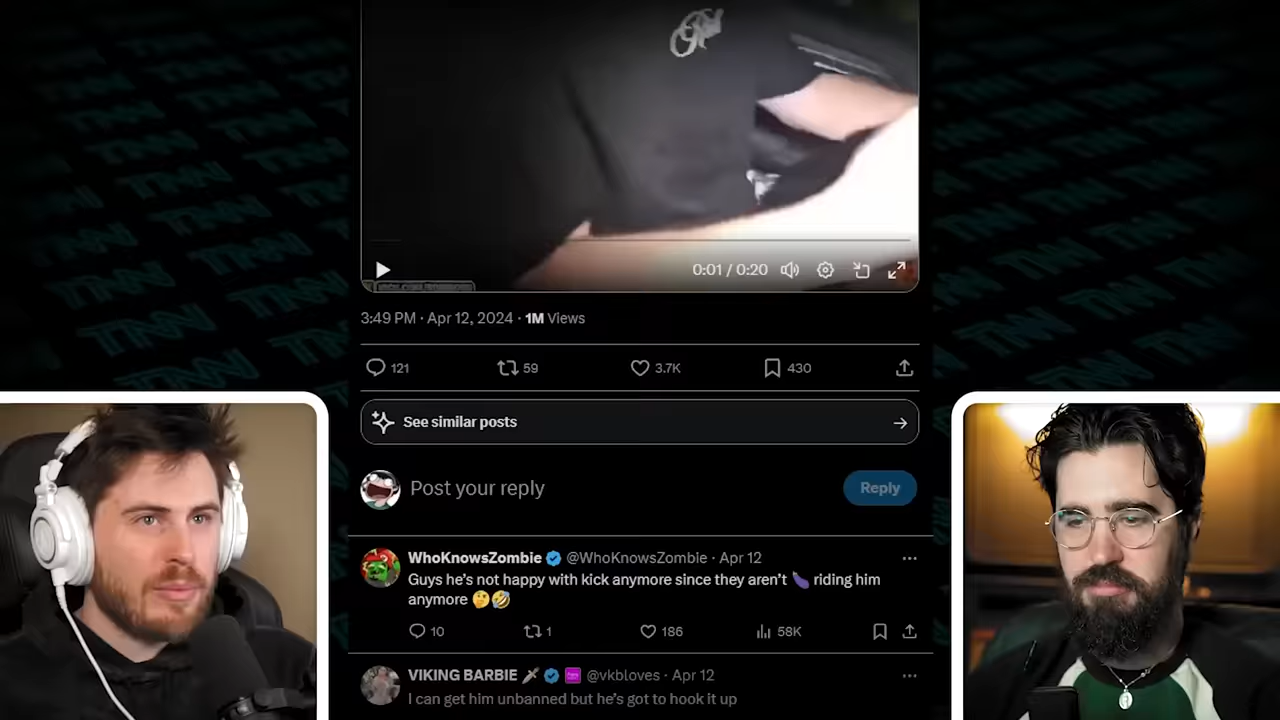 0:01 / 0:20
3:49 PM · Apr 12, 2024 · 1M Views
121 59 3.7K 430
See similar posts
Post your reply
Reply
WhoKnowsZombie @WhoKnowsZombie · Apr 12
Guys he's not happy with kick anymore since they aren't 🍆 riding him
anymore 🤔🤣
10 1 186 58K
VIKING BARBIE 🗡️ @vkbloves · Apr 12
I can get him unbanned but he's got to hook it up